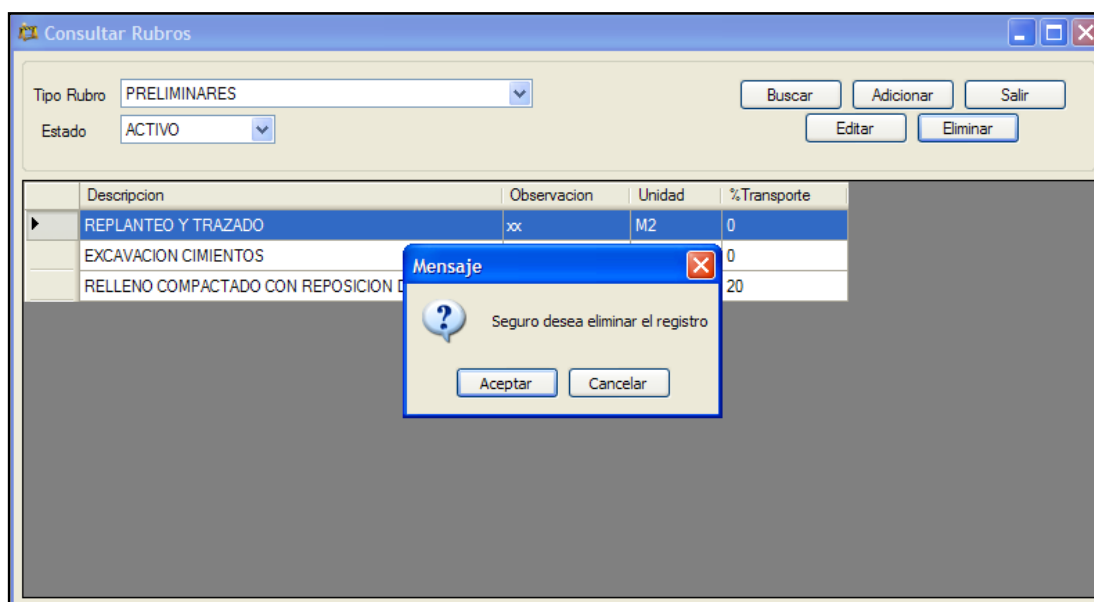 Consultar Rubros
Tipo Rubro PRELIMINARES Buscar Adicionar Salir
Estado ACTIVO Editar Eliminar
Descripcion Observacion Unidad %Transporte
REPLANTEO Y TRAZADO xx M2 0
EXCAVACION CIMIENTOS 0
RELLENO COMPACTADO CON REPOSICION 20
Mensaje
Seguro desea eliminar el registro
Aceptar Cancelar